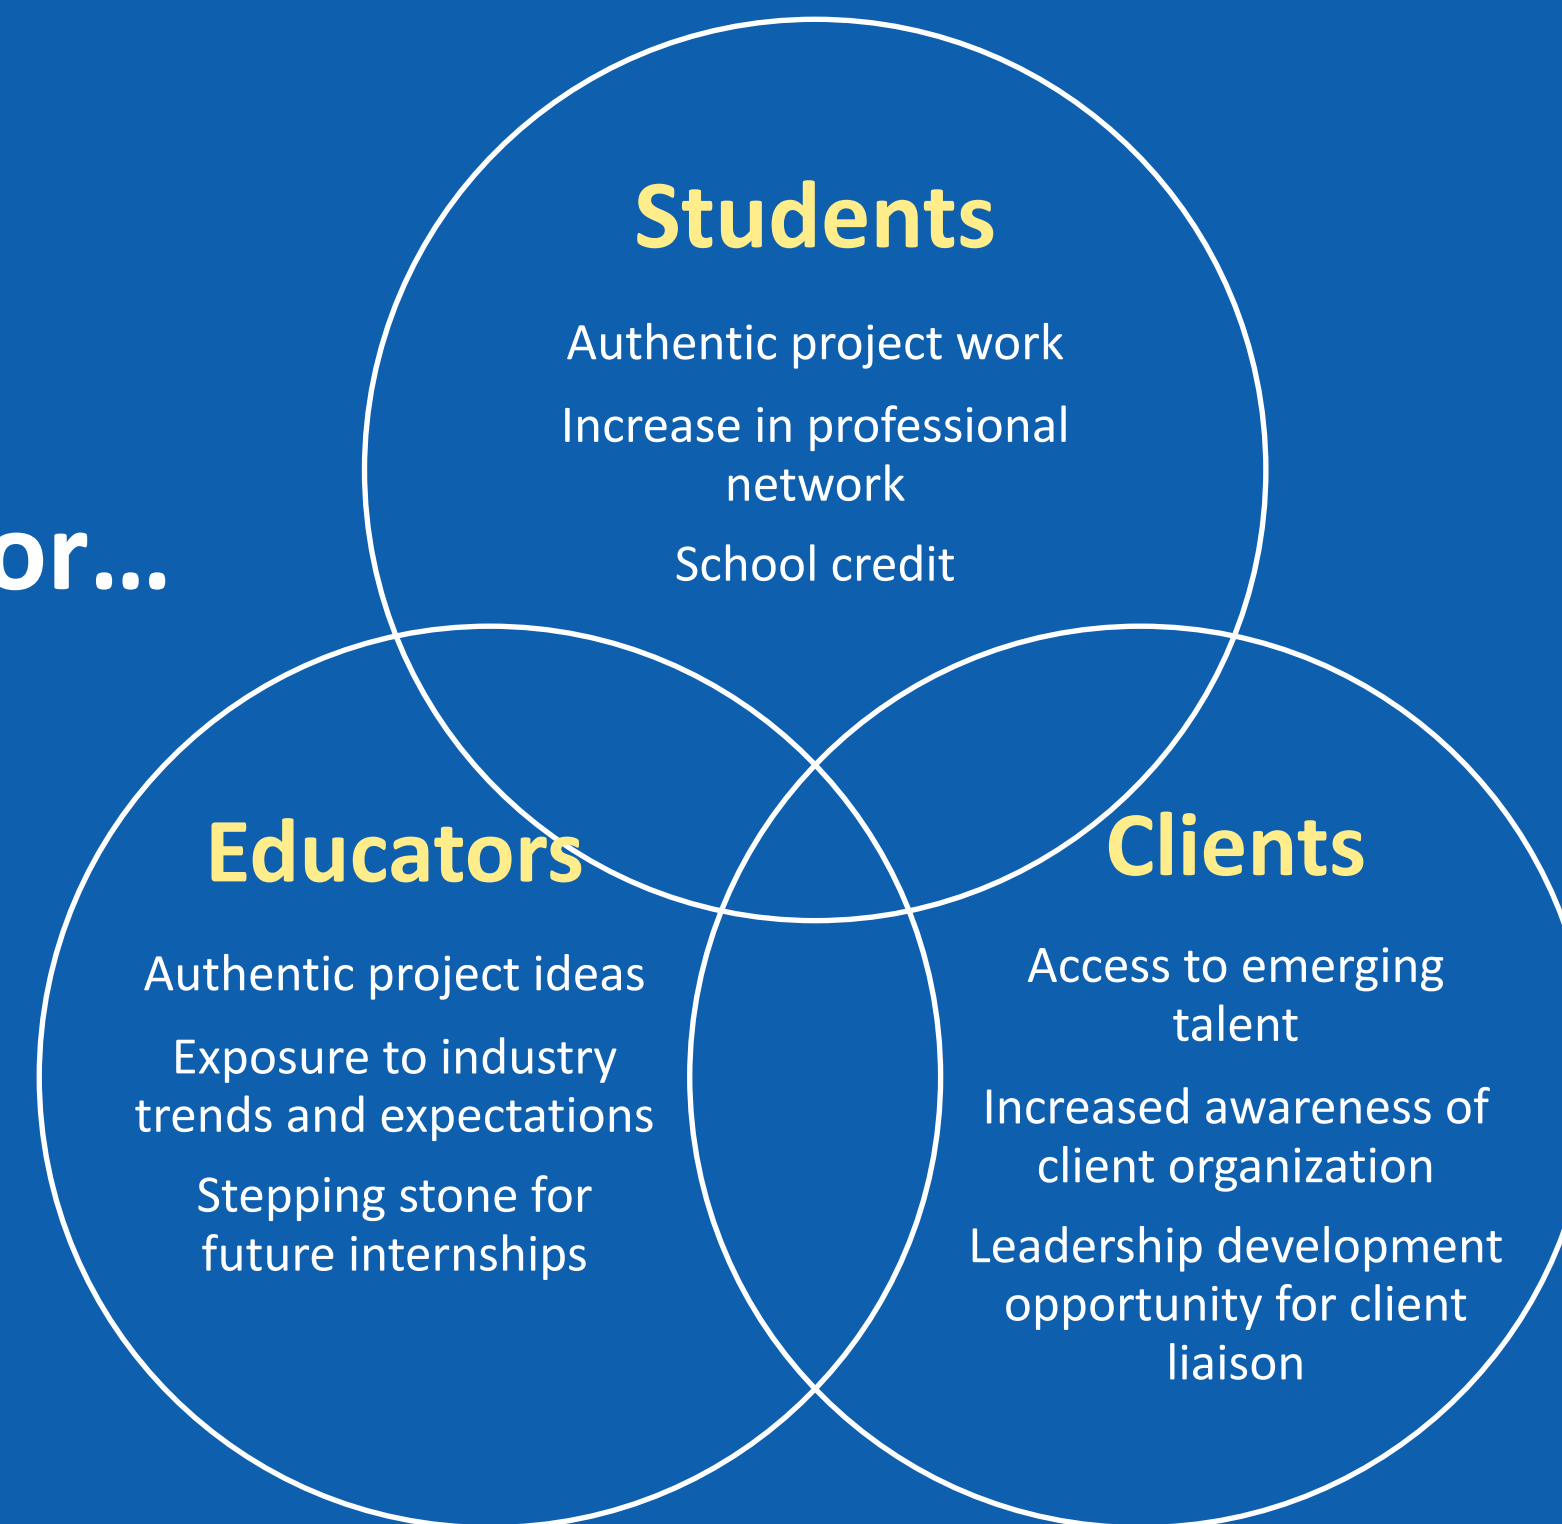 Students
Authentic project work
Increase in professional
network
School credit
or...
Educators
Authentic project ideas
Exposure to industry
trends and expectations
Stepping stone for
future internships
Clients
Access to emerging
talent
Increased awareness of
client organization
Leadership development
opportunity for client
liaison